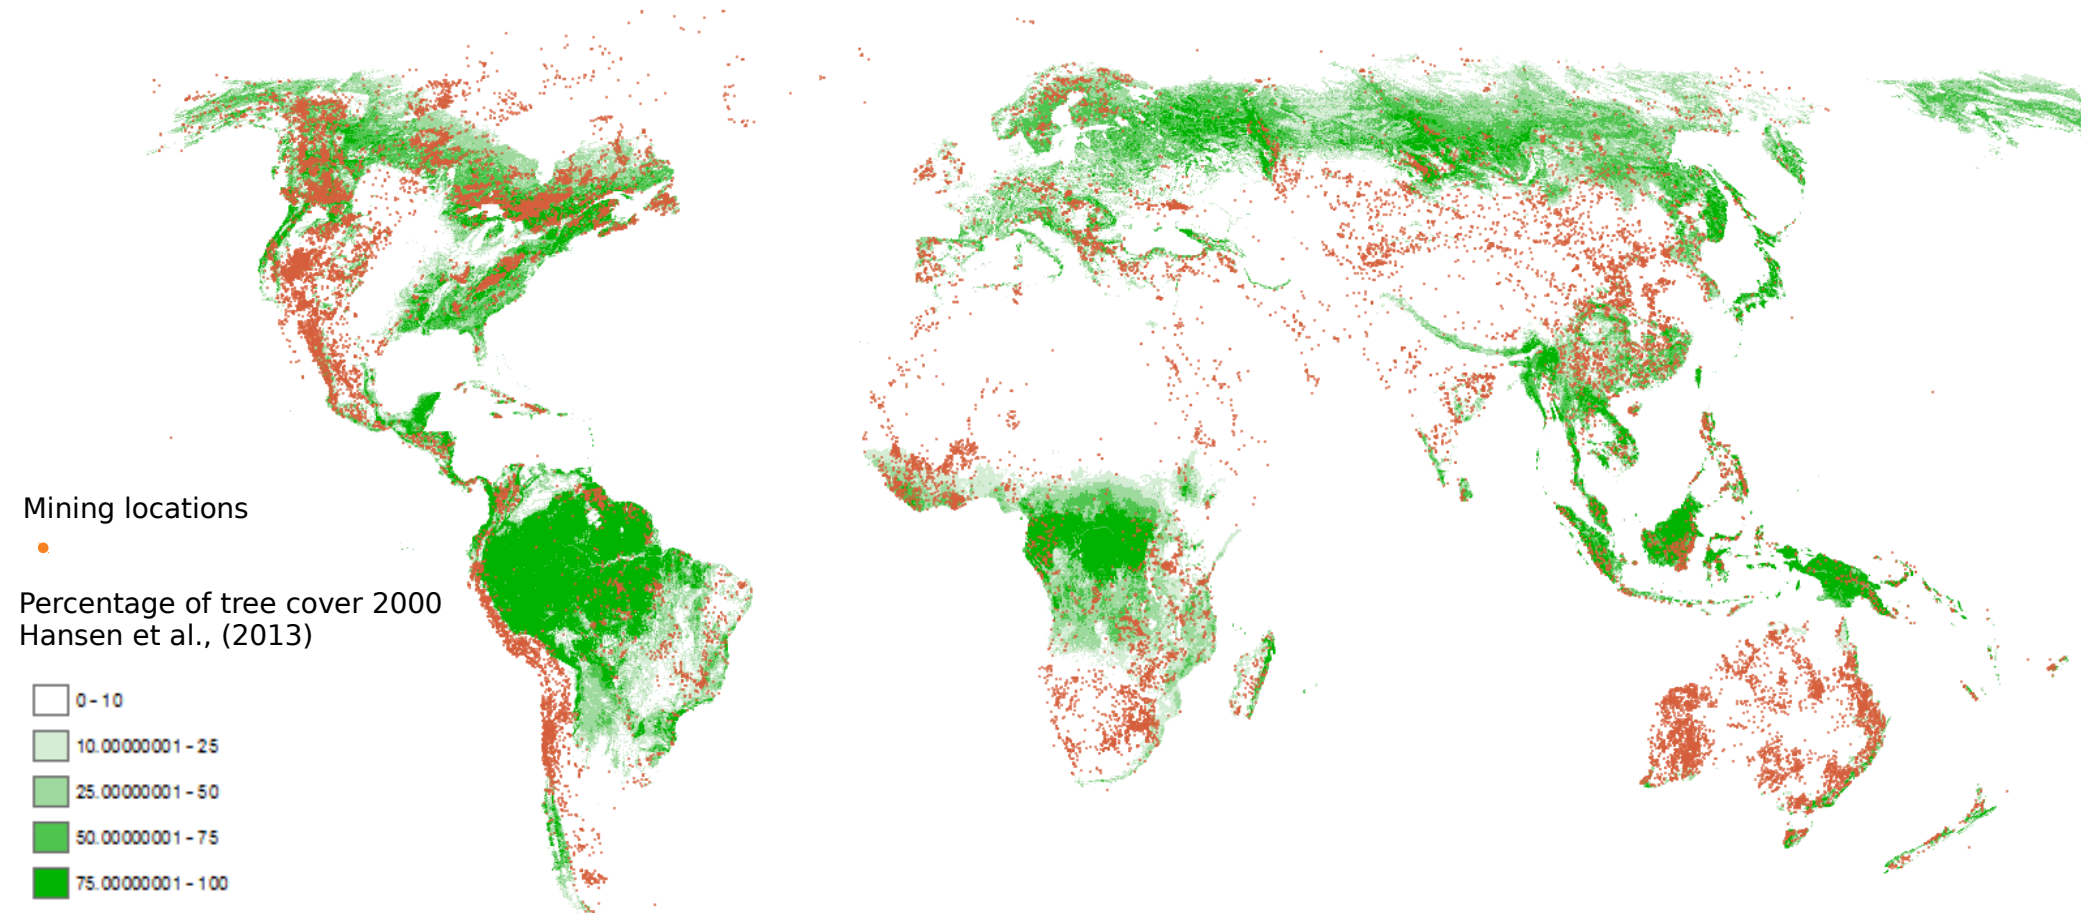 Mining locations
Percentage of tree cover 2000
Hansen et al., (2013)
0 - 10
10.00000001 - 25
25.00000001 - 50
50.00000001 - 75
75.00000001 - 100